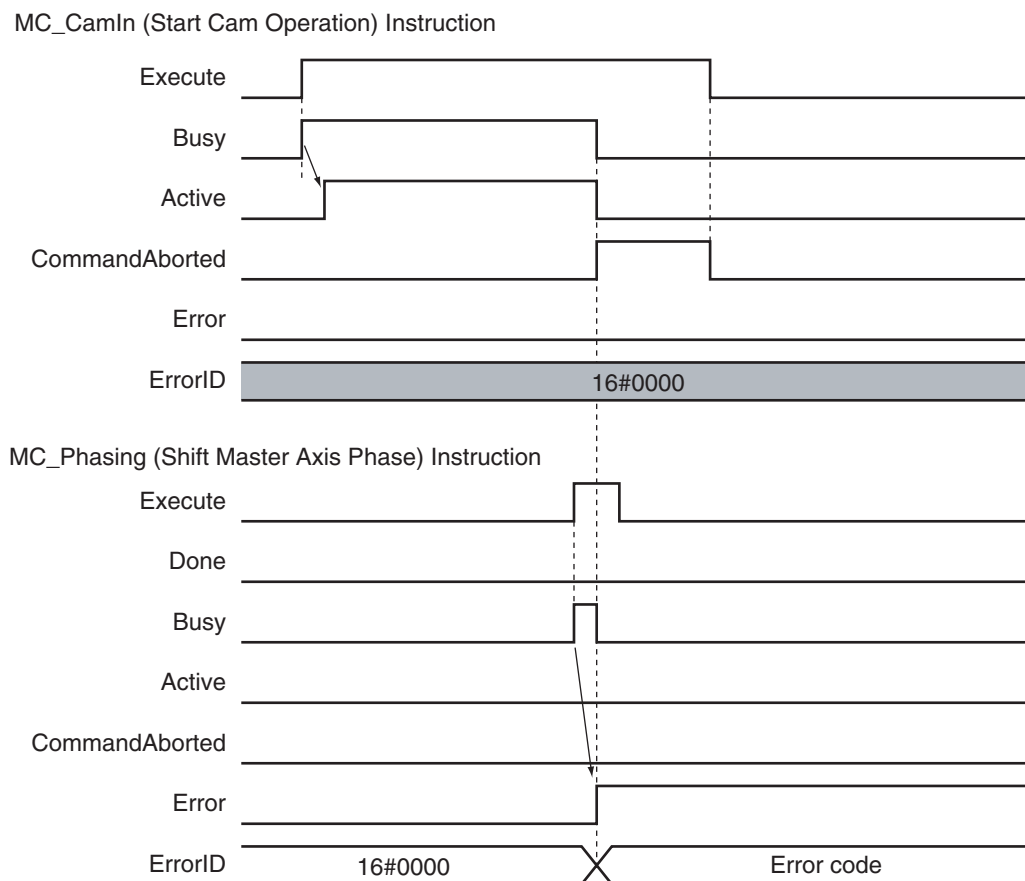 MC_CamIn (Start Cam Operation) Instruction
Execute
Busy
Active
CommandAborted
Error
ErrorID
16#0000
MC_Phasing (Shift Master Axis Phase) Instruction
Execute
Done
Busy
Active
CommandAborted
Error
ErrorID
16#0000
Error code